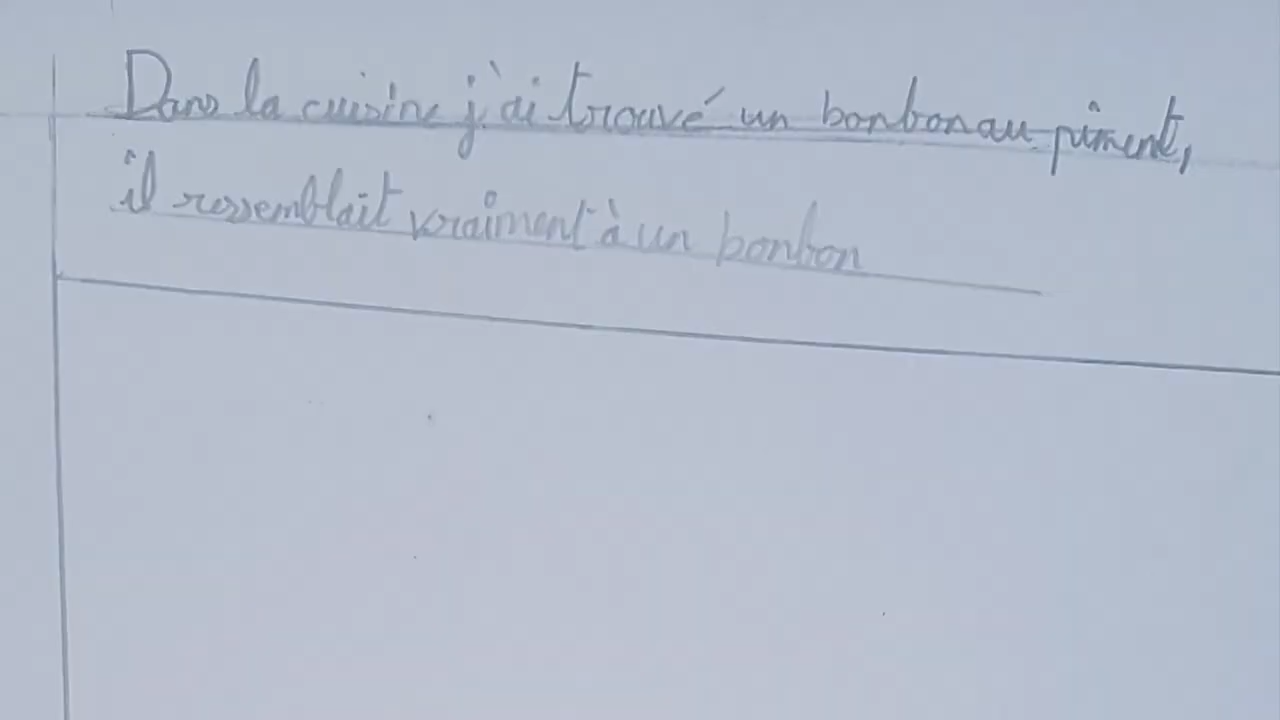 Dans la cuisine j'ai trouvé un bonbon au piment,
il ressemblait vraiment à un bonbon